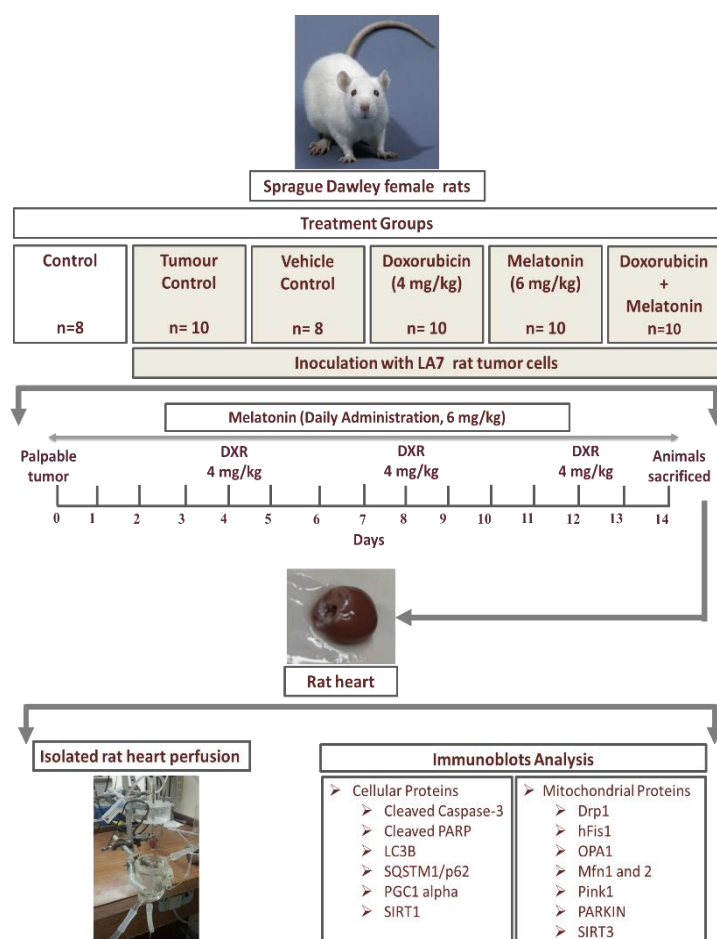 Sprague Dawley female rats
Treatment Groups
Control
n=8
Tumour
Control
n= 10
Vehicle
Control
n= 8
Doxorubicin
(4 mg/kg)
n= 10
Melatonin
(6 mg/kg)
n= 10
Doxorubicin
+
Melatonin
n=10
Inoculation with LA7 rat tumor cells
Melatonin (Daily Administration, 6 mg/kg)
Palpable
tumor
DXR
4 mg/kg
DXR
4 mg/kg
DXR
4 mg/kg
Animals
sacrificed
0 1 2 3 4 5 6 7 8 9 10 11 12 13 14
Days
Rat heart
Isolated rat heart perfusion
Immunoblots Analysis
➢ Cellular Proteins
➢ Cleaved Caspase-3
➢ Cleaved PARP
➢ LC3B
➢ SQSTM1/p62
➢ PGC1 alpha
➢ SIRT1
➢ Mitochondrial Proteins
➢ Drp1
➢ hFis1
➢ OPA1
➢ Mfn1 and 2
➢ Pink1
➢ PARKIN
➢ SIRT3